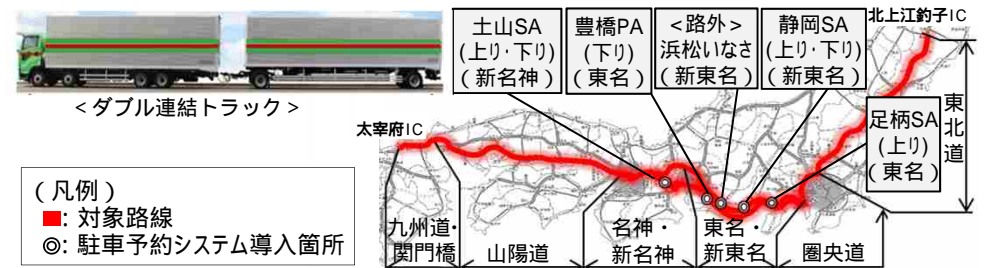 <ダブル連結トラック>
(凡例)
■: 対象路線
◎: 駐車予約システム導入箇所
土山SA
(上り・下り)
(新名神)
豊橋PA
(下り)
(東名)
<路外>
浜松いなさ
(新東名)
静岡SA
(上り・下り)
(新東名)
足柄SA
(上り)
(東名)
北上江釣子IC
東北道
太宰府IC
九州道・
関門橋
山陽道
名神・
新名神
東名・
新東名
圏央道